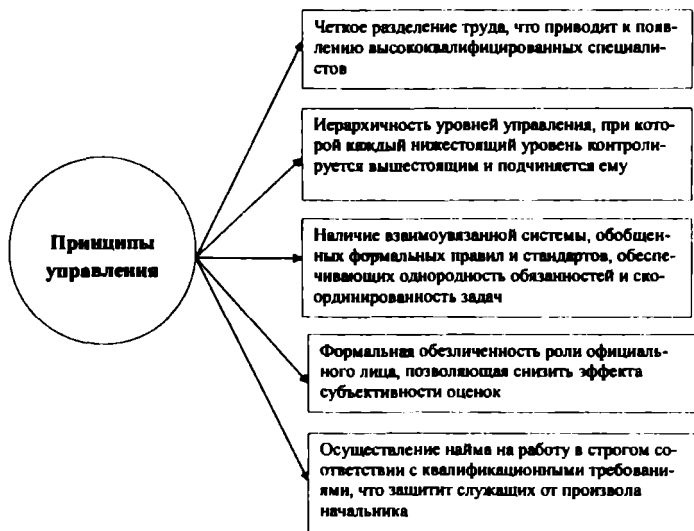 Четкое разделение труда, что приводит к появ-
лению высококвалифицированных специали-
стов
Иерархичность уровней управления, при кото-
рой каждый нижестоящий уровень контроли-
руется вышестоящим и подчиняется ему
Принципы
управления
Наличие взаимоувязанной системы, обобщен-
ных формальных правил и стандартов, обеспе-
чивающих однородность обязанностей и ско-
ординированность задач
Формальная обезличенность роли официаль-
ного лица, позволяющая снизить эффекта
субъективности оценок
Осуществление найма на работу в строгом со-
ответствии с квалификационными требовани-
ями, что защитит служащих от произвола
начальника